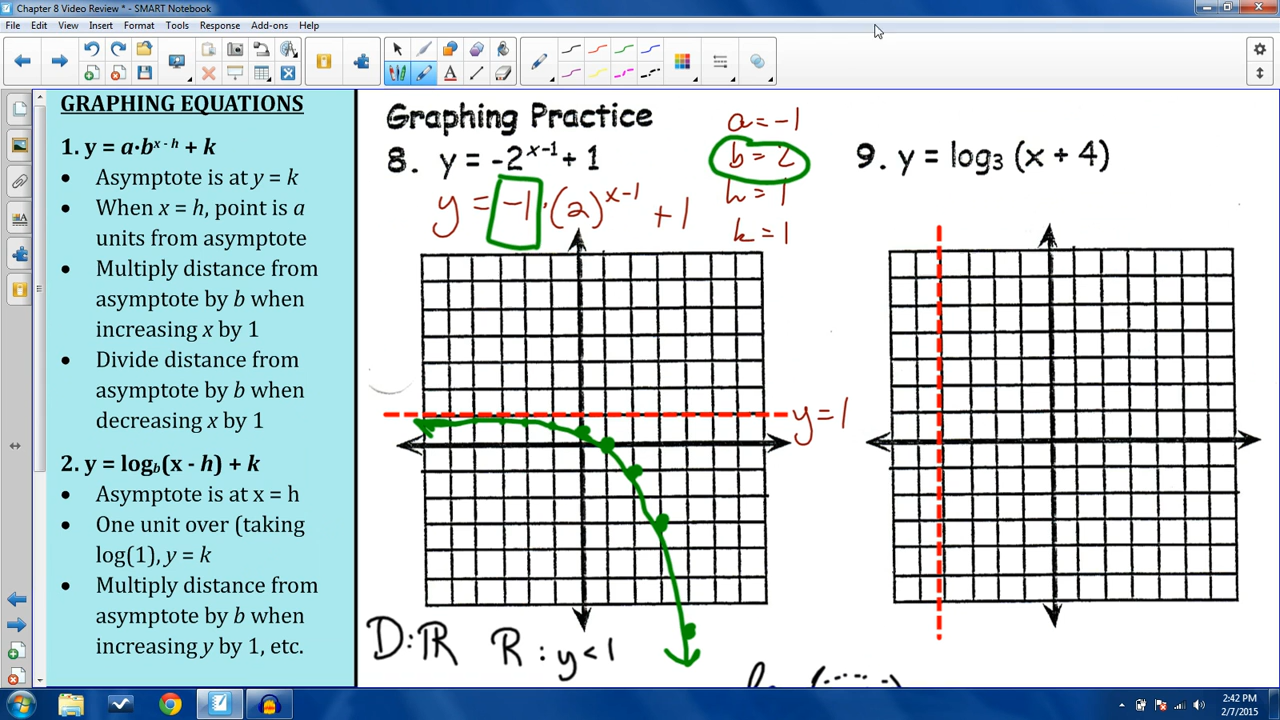 Chapter 8 Video Review * - SMART Notebook
File Edit View Insert Format Tools Response Add-ons Help
GRAPHING EQUATIONS
1. y = a·b^(x - h) + k
• Asymptote is at y = k
• When x = h, point is a
units from asymptote
• Multiply distance from
asymptote by b when
increasing x by 1
• Divide distance from
asymptote by b when
decreasing x by 1
2. y = log_b(x - h) + k
• Asymptote is at x = h
• One unit over (taking
log(1), y = k
• Multiply distance from
asymptote by b when
increasing y by 1, etc.
Graphing Practice
8. y = -2^(x-1) + 1
y = -1·(2)^(x-1) + 1
a = -1
b = 2
h = 1
k = 1
y = 1
D: ℝ R: y < 1
9. y = log₃ (x + 4)
2:42 PM
2/7/2015